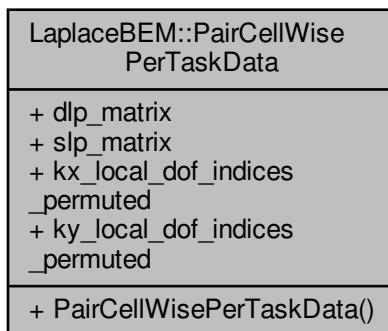 LaplaceBEM::PairCellWise
PerTaskData
+ dlp_matrix
+ slp_matrix
+ kx_local_dof_indices
_permuted
+ ky_local_dof_indices
_permuted
+ PairCellWisePerTaskData()